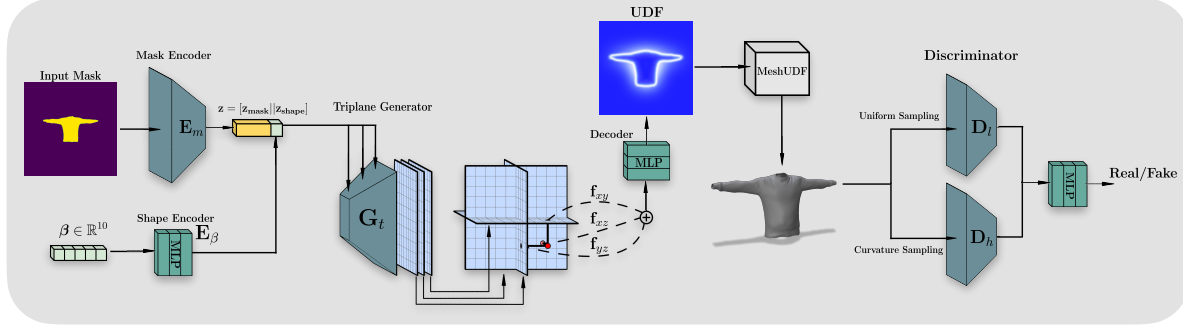 Input Mask
Mask Encoder
E_m
z = [z_mask||z_shape]
β ∈ ℝ^10
Shape Encoder
MLP
E_β
Triplane Generator
G_t
f_xy
f_xz
f_yz
Decoder
MLP
UDF
MeshUDF
Discriminator
Uniform Sampling
D_l
Curvature Sampling
D_h
MLP
Real/Fake